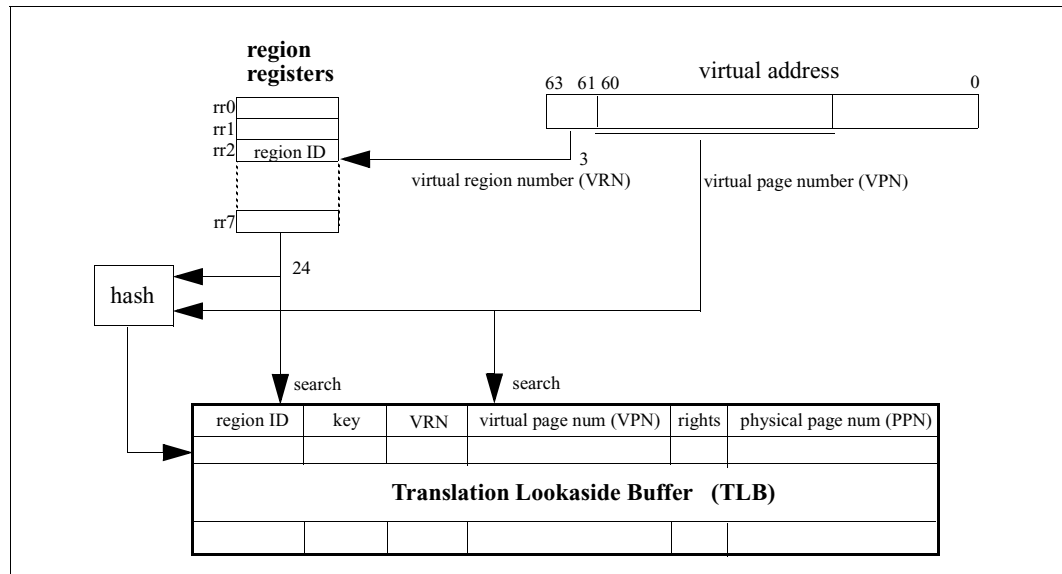 region
registers
virtual address
63 61 60 0
rr0
rr1
rr2 region ID
3
virtual region number (VRN)
virtual page number (VPN)
rr7
24
hash
search
search
region ID key VRN virtual page num (VPN) rights physical page num (PPN)
Translation Lookaside Buffer (TLB)